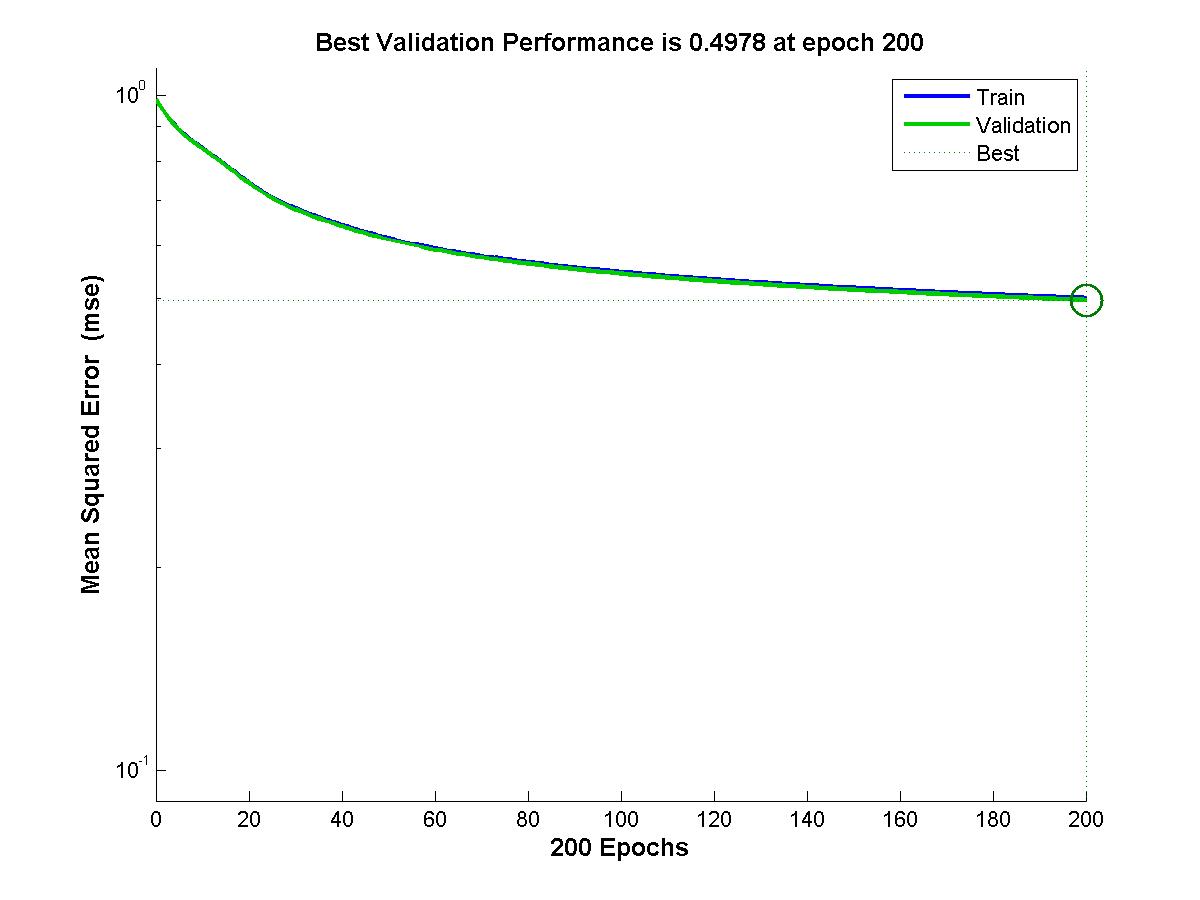 Best Validation Performance is 0.4978 at epoch 200
Train
Validation
Best
Mean Squared Error (mse)
10^0
10^-1
0 20 40 60 80 100 120 140 160 180 200
200 Epochs